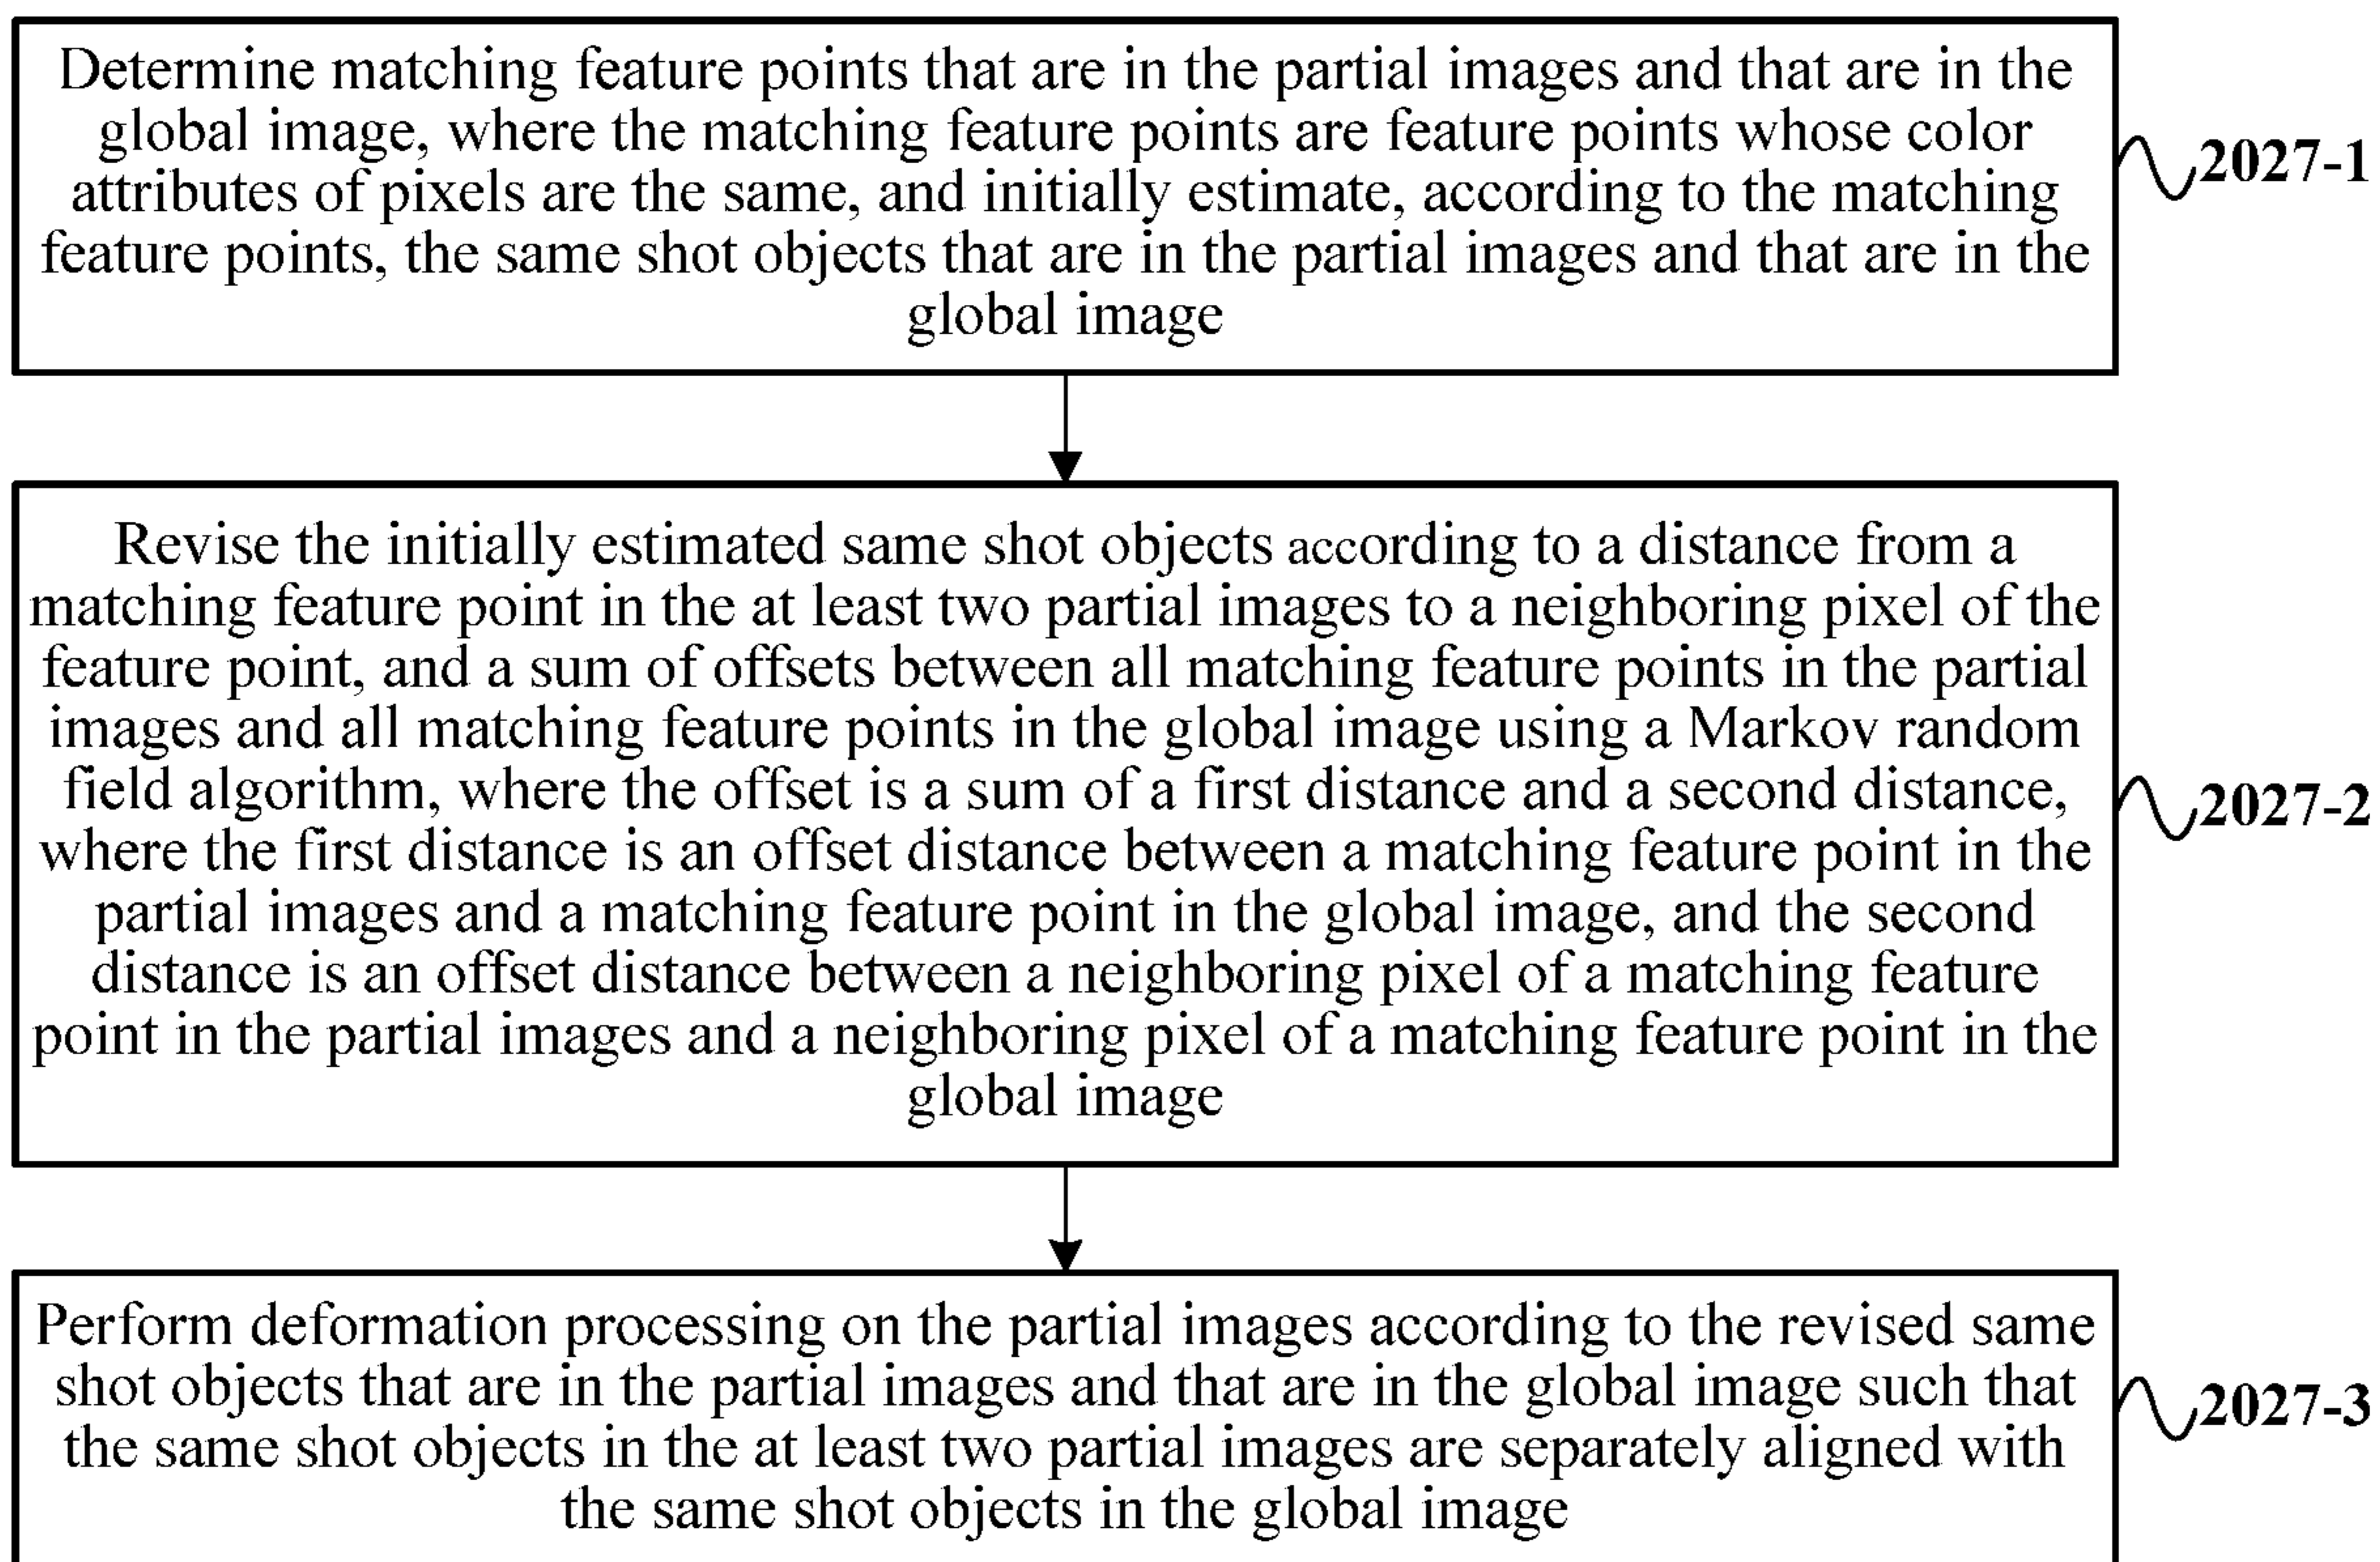 Determine matching feature points that are in the partial images and that are in the
global image, where the matching feature points are feature points whose color
attributes of pixels are the same, and initially estimate, according to the matching
feature points, the same shot objects that are in the partial images and that are in the
global image
2027-1
Revise the initially estimated same shot objects according to a distance from a
matching feature point in the at least two partial images to a neighboring pixel of the
feature point, and a sum of offsets between all matching feature points in the partial
images and all matching feature points in the global image using a Markov random
field algorithm, where the offset is a sum of a first distance and a second distance,
where the first distance is an offset distance between a matching feature point in the
partial images and a matching feature point in the global image, and the second
distance is an offset distance between a neighboring pixel of a matching feature
point in the partial images and a neighboring pixel of a matching feature point in the
global image
2027-2
Perform deformation processing on the partial images according to the revised same
shot objects that are in the partial images and that are in the global image such that
the same shot objects in the at least two partial images are separately aligned with
the same shot objects in the global image
2027-3